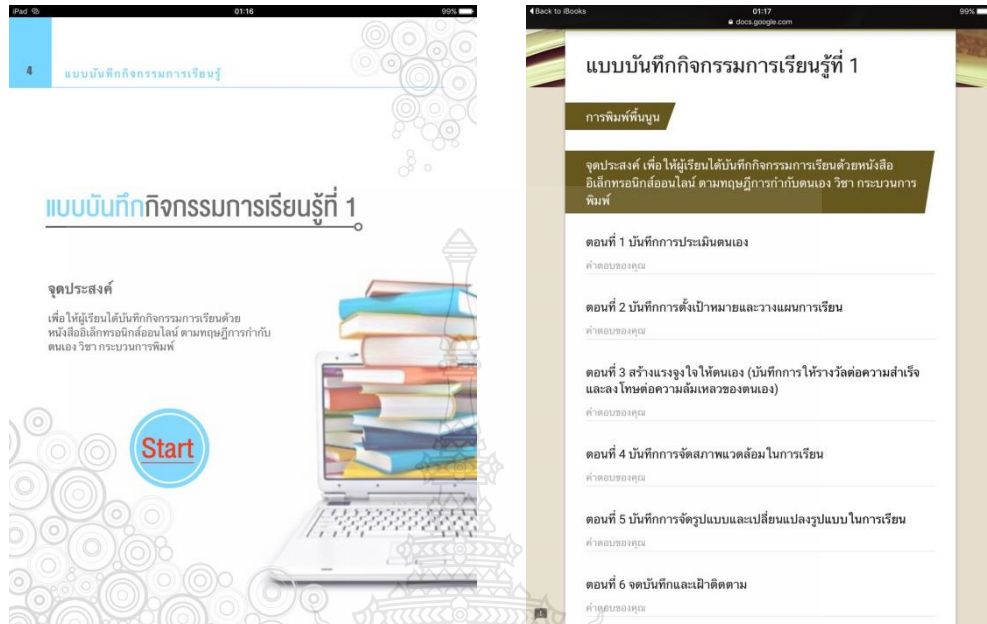 iPad 01:16 99%
4 แบบบันทึกกิจกรรมการเรียนรู้
แบบบันทึกกิจกรรมการเรียนรู้ที่ 1
จุดประสงค์
เพื่อให้ผู้เรียนได้บันทึกกิจกรรมการเรียนด้วย
หนังสืออิเล็กทรอนิกส์ออนไลน์ ตามทฤษฎีการกำกับ
ตนเอง วิชา กระบวนการพิมพ์
Start
Back to iBooks 01:17 99%
docs.google.com
แบบบันทึกกิจกรรมการเรียนรู้ที่ 1
การพิมพ์พื้นนูน
จุดประสงค์ เพื่อให้ผู้เรียนได้บันทึกกิจกรรมการเรียนด้วยหนังสือ
อิเล็กทรอนิกส์ออนไลน์ ตามทฤษฎีการกำกับตนเอง วิชา กระบวนการ
พิมพ์
ตอนที่ 1 บันทึกการประเมินตนเอง
คำตอบของคุณ
ตอนที่ 2 บันทึกการตั้งเป้าหมายและวางแผนการเรียน
คำตอบของคุณ
ตอนที่ 3 สร้างแรงจูงใจให้ตนเอง (บันทึกการให้รางวัลต่อความสำเร็จ
และลงโทษต่อความล้มเหลวของตนเอง)
คำตอบของคุณ
ตอนที่ 4 บันทึกการจัดสภาพแวดล้อมในการเรียน
คำตอบของคุณ
ตอนที่ 5 บันทึกการจัดรูปแบบและเปลี่ยนแปลงรูปแบบในการเรียน
คำตอบของคุณ
ตอนที่ 6 จดบันทึกและเฝ้าติดตาม
คำตอบของคุณ